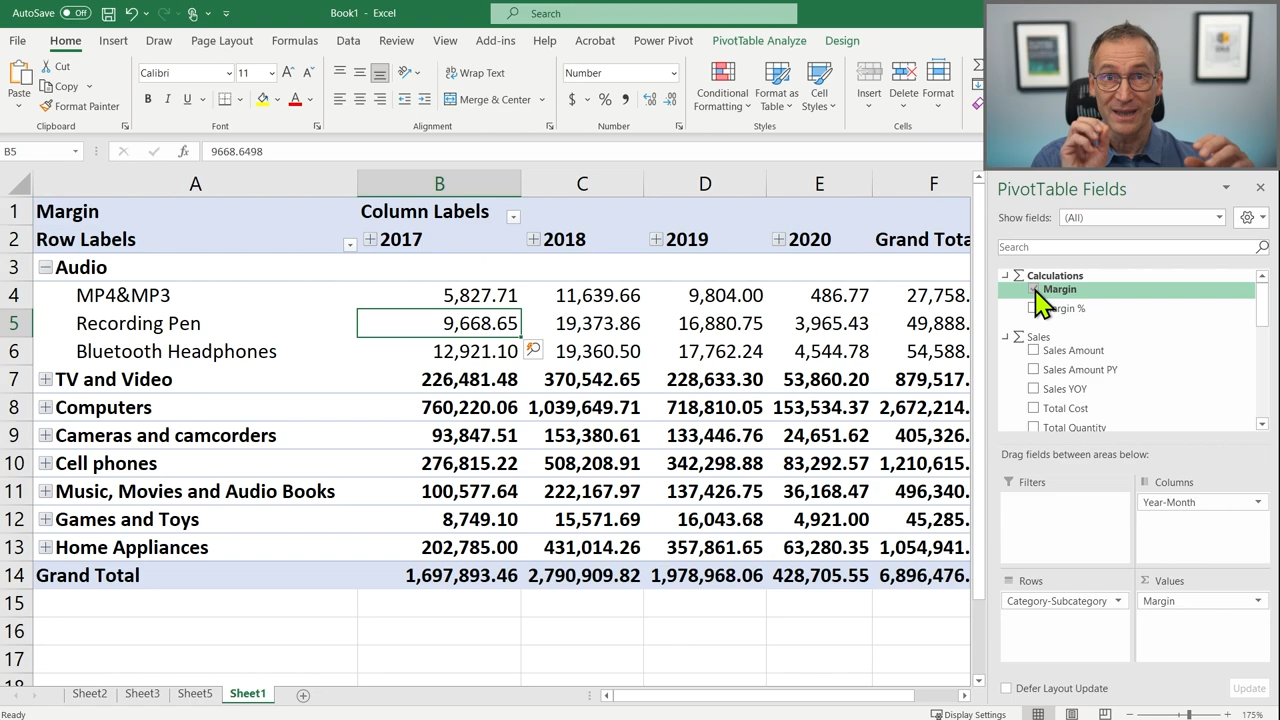 AutoSave Off Book1 - Excel Search
File Home Insert Draw Page Layout Formulas Data Review View Add-ins Help Acrobat Power Pivot PivotTable Analyze Design
Paste Cut Copy Format Painter
Calibri 11
B I U A
Wrap Text
Merge & Center
Number
$ % ,
Conditional Formatting Format as Table Cell Styles
Insert Delete Format
Clipboard Font Alignment Number Styles Cells
B5 fx 9668.6498
A B C D E F
1 Margin Column Labels
2 Row Labels 2017 2018 2019 2020 Grand Tota
3 Audio
4 MP4&MP3 5,827.71 11,639.66 9,804.00 486.77 27,758.
5 Recording Pen 9,668.65 19,373.86 16,880.75 3,965.43 49,888.
6 Bluetooth Headphones 12,921.10 19,360.50 17,762.24 4,544.78 54,588.
7 TV and Video 226,481.48 370,542.65 228,633.30 53,860.20 879,517.
8 Computers 760,220.06 1,039,649.71 718,810.05 153,534.37 2,672,214.
9 Cameras and camcorders 93,847.51 153,380.61 133,446.76 24,651.62 405,326.
10 Cell phones 276,815.22 508,208.91 342,298.88 83,292.57 1,210,615.
11 Music, Movies and Audio Books 100,577.64 222,167.97 137,426.75 36,168.47 496,340.
12 Games and Toys 8,749.10 15,571.69 16,043.68 4,921.00 45,285.
13 Home Appliances 202,785.00 431,014.26 357,861.65 63,280.35 1,054,941.
14 Grand Total 1,697,893.46 2,790,909.82 1,978,968.06 428,705.55 6,896,476.
15
16
17
PivotTable Fields
Show fields: (All)
Search
Calculations
Margin
rgin %
Sales
Sales Amount
Sales Amount PY
Sales YOY
Total Cost
Total Quantity
Drag fields between areas below:
Filters Columns
Year-Month
Rows Values
Category-Subcategory Margin
Defer Layout Update Update
Sheet2 Sheet3 Sheet5 Sheet1
Ready Display Settings 175%